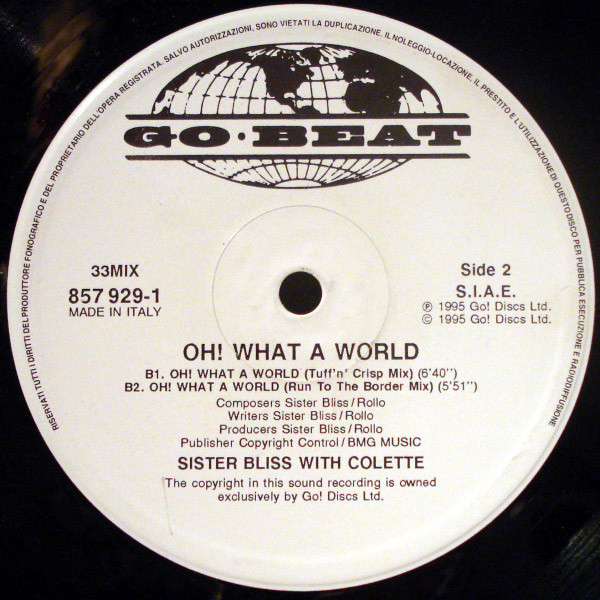 RISERVATI TUTTI I DIRITTI DEL PRODUTTORE FONOGRAFICO E DEL PROPRIETARIO DELL'OPERA REGISTRATA. SALVO AUTORIZZAZIONI, SONO VIETATI LA DUPLICAZIONE, IL NOLEGGIO-LOCAZIONE, IL PRESTITO E L'UTILIZZAZIONE DI QUESTO DISCO PER PUBBLICA ESECUZIONE E RADIODIFFUSIONE
GO·BEAT
33MIX
857 929-1
MADE IN ITALY
Side 2
S.I.A.E.
℗ 1995 Go! Discs Ltd.
© 1995 Go! Discs Ltd.
OH! WHAT A WORLD
B1. OH! WHAT A WORLD (Tuff'n' Crisp Mix) (6'40'')
B2. OH! WHAT A WORLD (Run To The Border Mix) (5'51'')
Composers Sister Bliss/Rollo
Writers Sister Bliss/Rollo
Producers Sister Bliss/Rollo
Publisher Copyright Control/BMG MUSIC
SISTER BLISS WITH COLETTE
The copyright in this sound recording is owned
exclusively by Go! Discs Ltd.